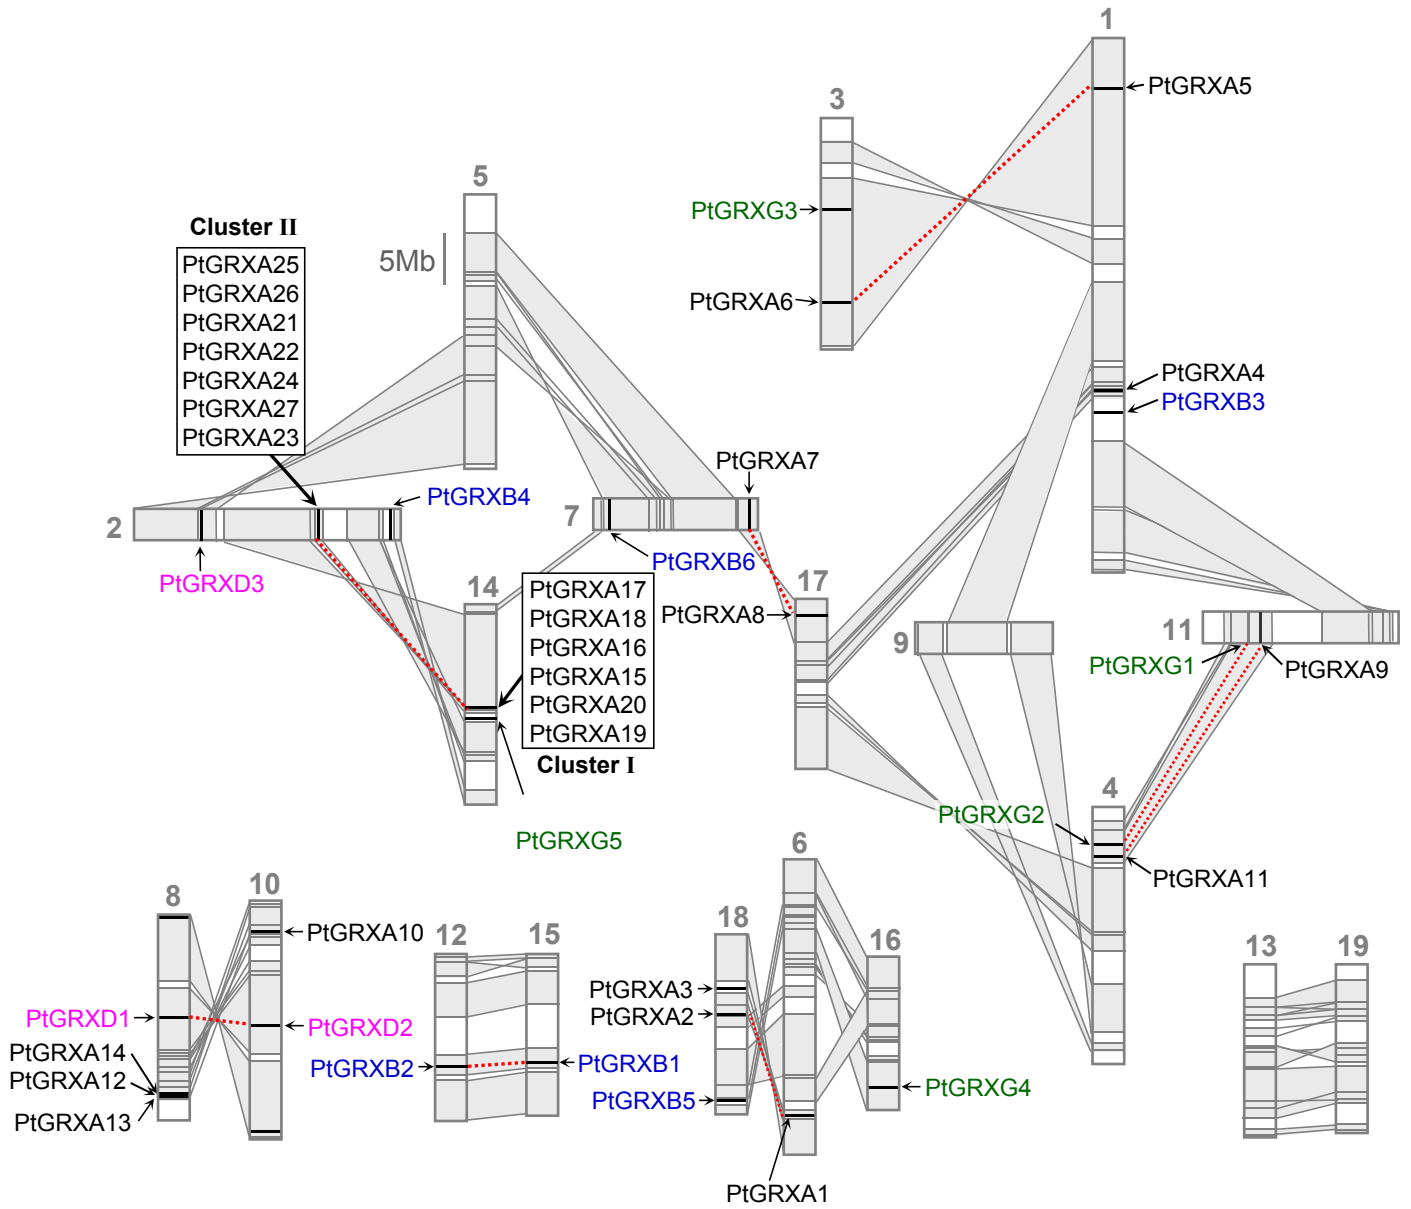 1
PtGRXA5
3
PtGRXG3
PtGRXA6
5
5Mb
Cluster II
PtGRXA25
PtGRXA26
PtGRXA21
PtGRXA22
PtGRXA24
PtGRXA27
PtGRXA23
PtGRXA4
PtGRXB3
PtGRXA7
2
PtGRXB4
7
PtGRXD3
PtGRXB6
14
PtGRXA17
PtGRXA18
PtGRXA16
PtGRXA15
PtGRXA20
PtGRXA19
Cluster I
17
PtGRXA8
9
11
PtGRXG1
PtGRXA9
PtGRXG5
4
PtGRXG2
PtGRXA11
8
10
PtGRXA10
PtGRXD1
PtGRXD2
PtGRXA14
PtGRXA12
PtGRXA13
12
15
PtGRXB2
PtGRXB1
6
18
16
PtGRXA3
PtGRXA2
PtGRXB5
PtGRXG4
PtGRXA1
13
19